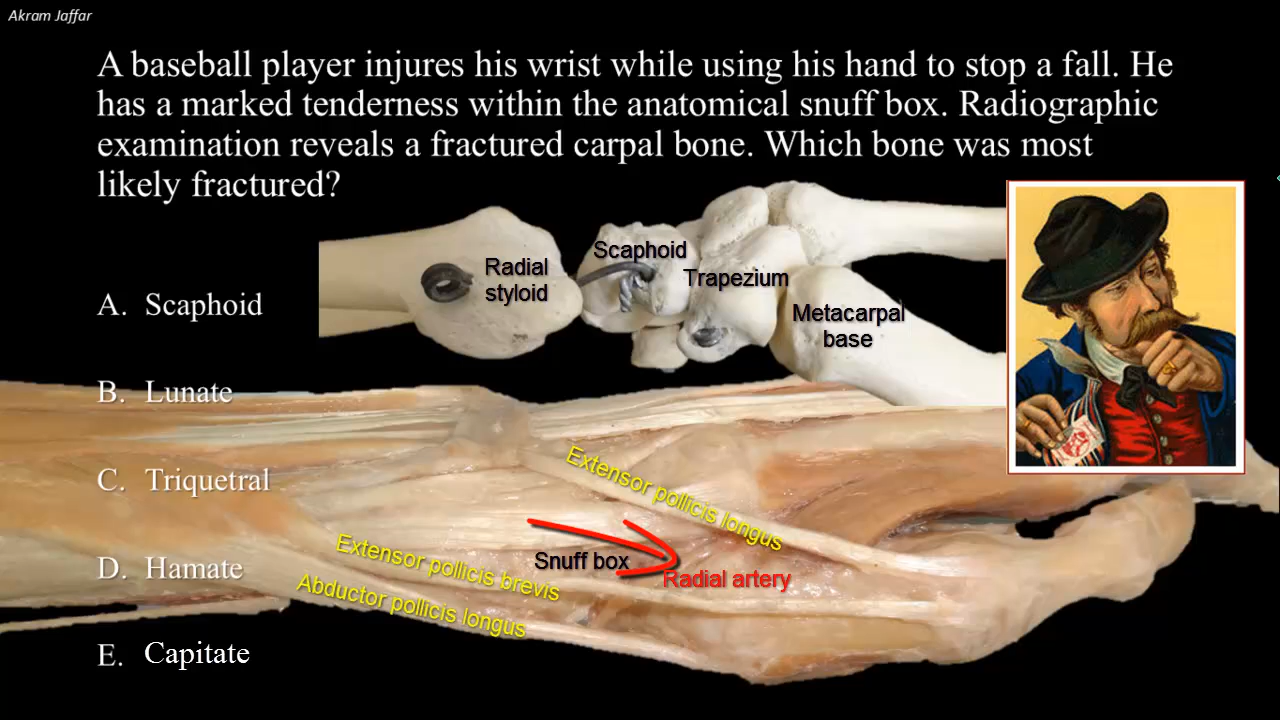 Akram Jaffar
A baseball player injures his wrist while using his hand to stop a fall. He
has a marked tenderness within the anatomical snuff box. Radiographic
examination reveals a fractured carpal bone. Which bone was most
likely fractured?
Radial
styloid
Scaphoid
Trapezium
Metacarpal
base
A. Scaphoid
B. Lunate
C. Triquetral
D. Hamate
E. Capitate
Extensor pollicis longus
Extensor pollicis brevis
Abductor pollicis longus
Snuff box
Radial artery